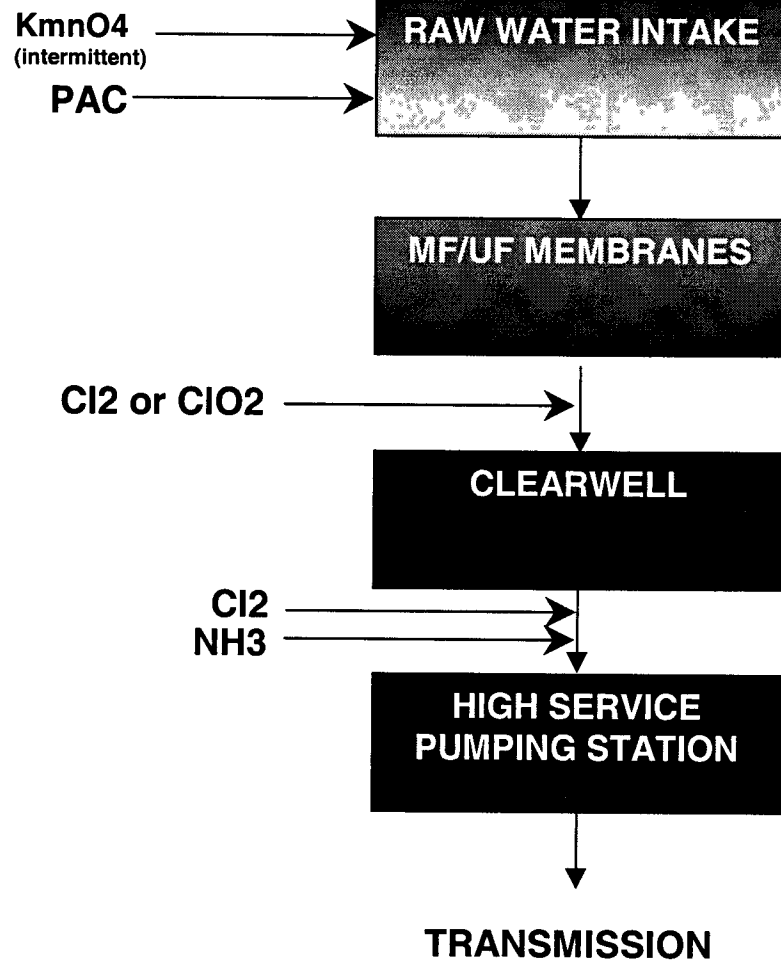 KmnO4
(intermittent)
PAC
RAW WATER INTAKE
MF/UF MEMBRANES
Cl2 or ClO2
CLEARWELL
Cl2
NH3
HIGH SERVICE
PUMPING STATION
TRANSMISSION